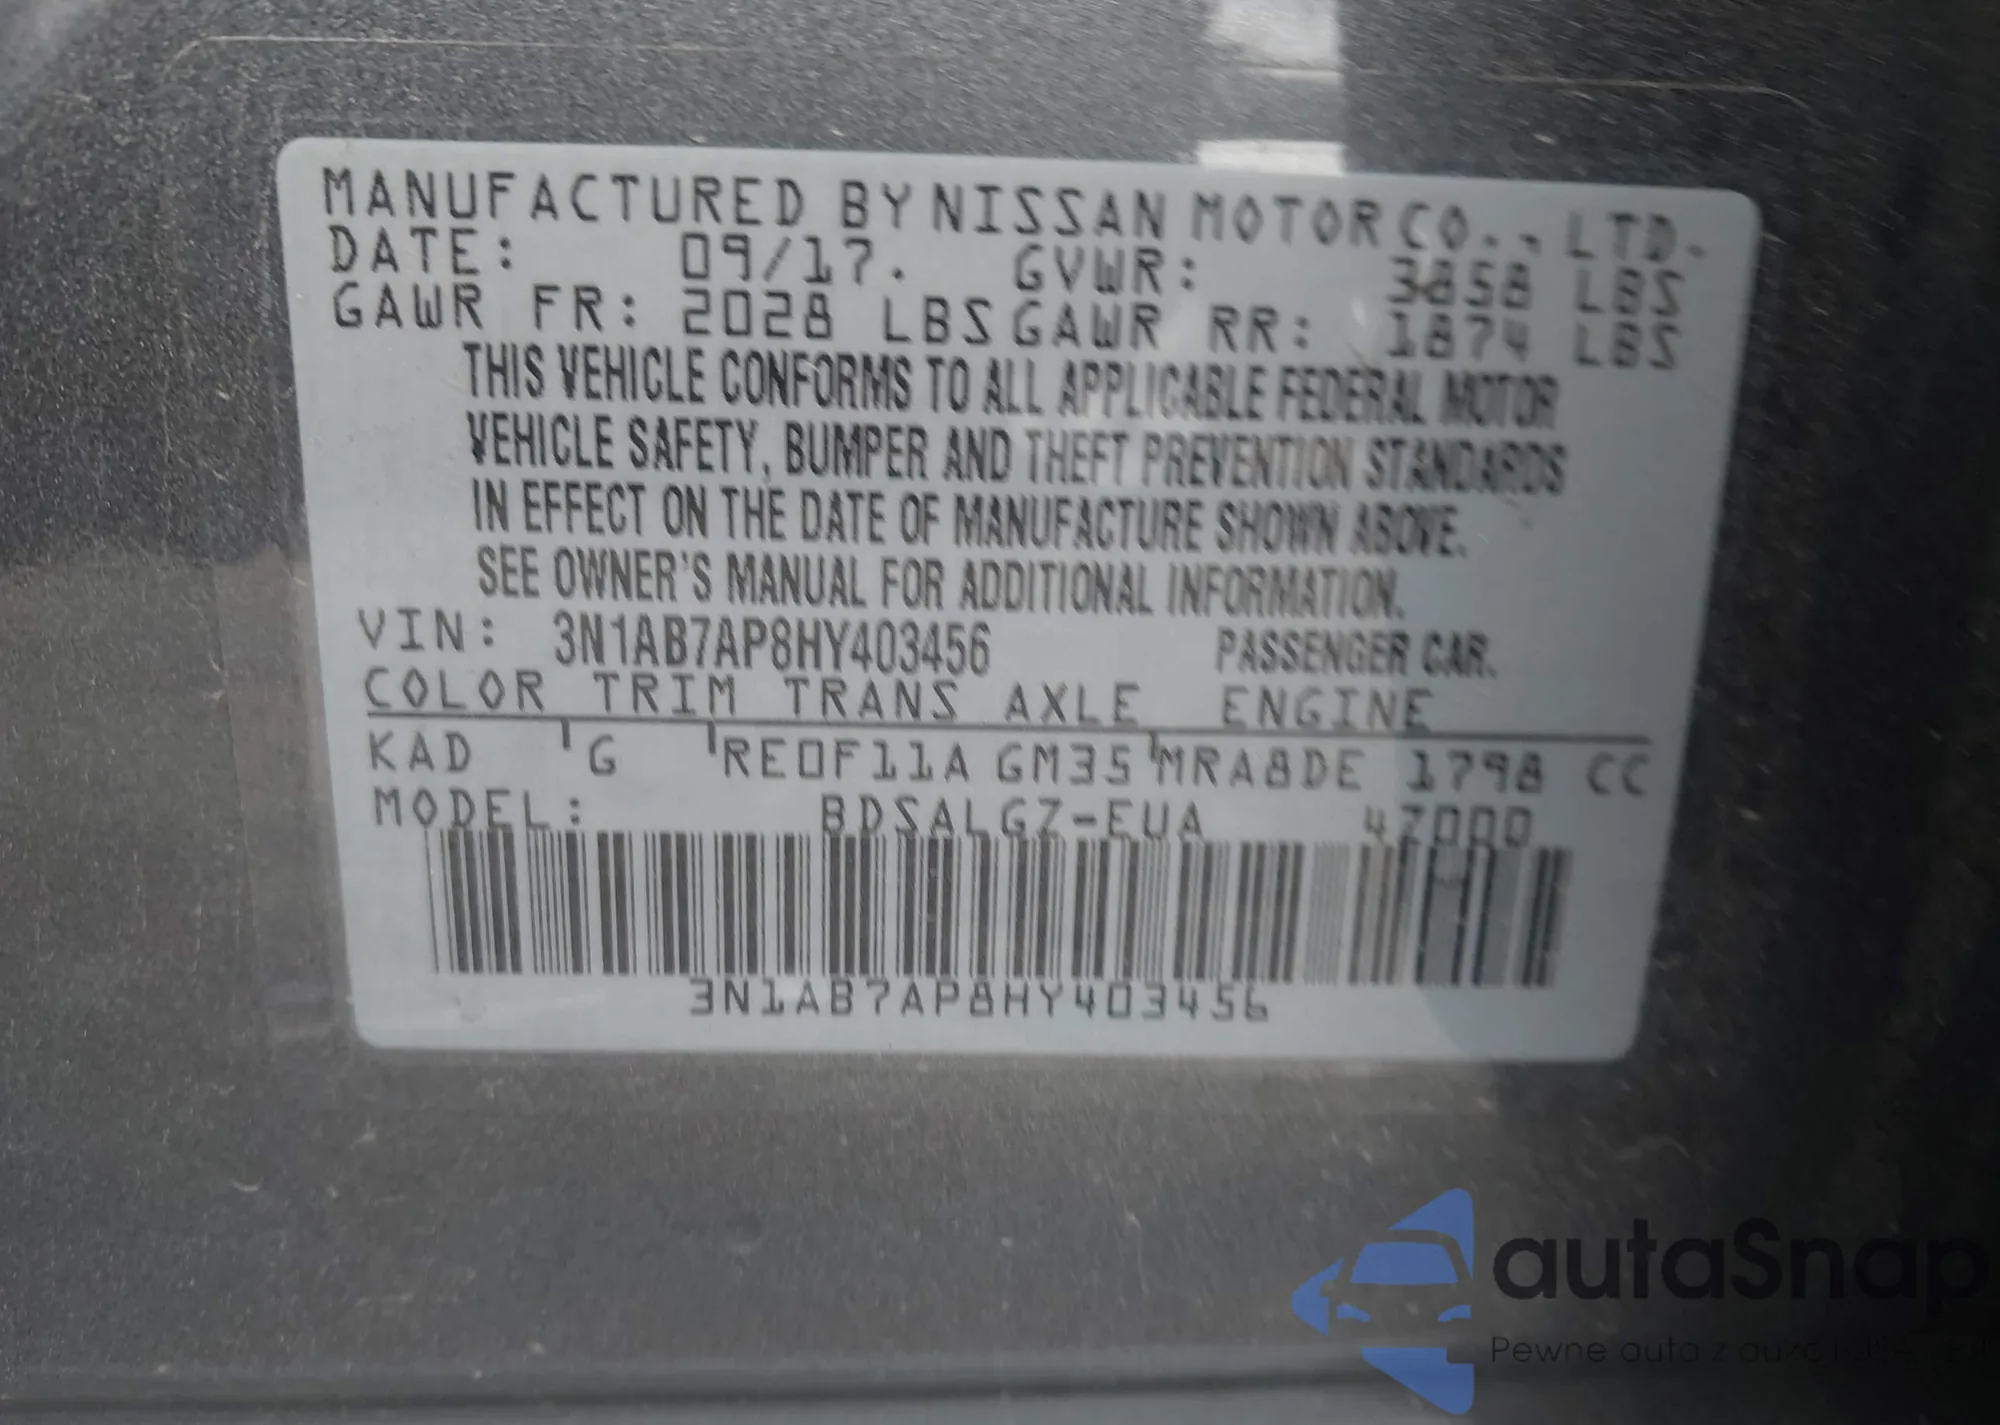 MANUFACTURED BY NISSAN MOTOR CO., LTD.
DATE: 09/17. GVWR: 3858 LBS
GAWR FR: 2028 LBS GAWR RR: 1874 LBS
THIS VEHICLE CONFORMS TO ALL APPLICABLE FEDERAL MOTOR
VEHICLE SAFETY, BUMPER AND THEFT PREVENTION STANDARDS
IN EFFECT ON THE DATE OF MANUFACTURE SHOWN ABOVE.
SEE OWNER'S MANUAL FOR ADDITIONAL INFORMATION.
VIN: 3N1AB7AP8HY403456 PASSENGER CAR.
COLOR TRIM TRANS AXLE ENGINE
KAD G RE0F11A GM35 MRA8DE 1798 CC
MODEL: BDSALGZ-EUA 47000
3N1AB7AP8HY403456
autaSnap
Pewne auto z